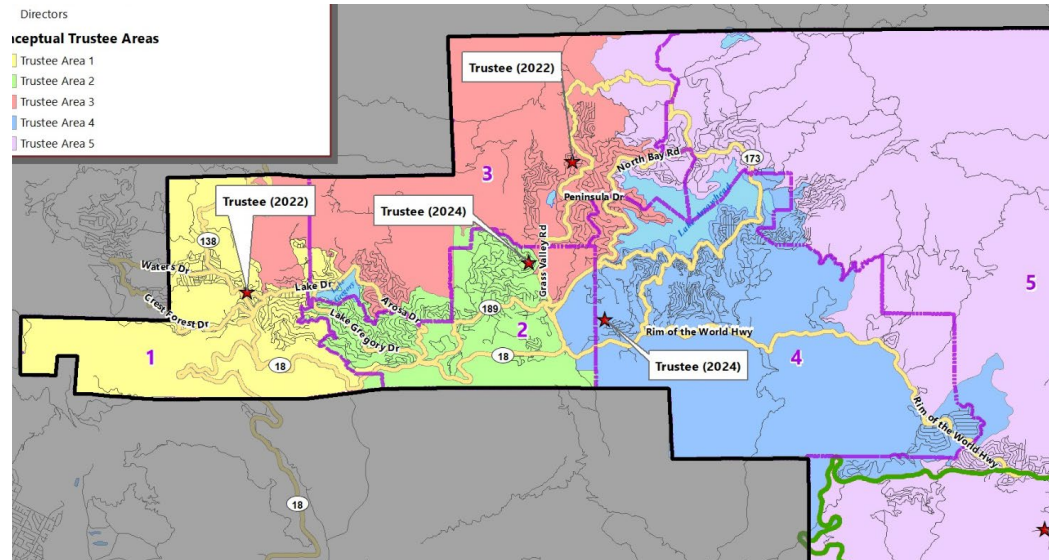 Directors
nceptual Trustee Areas
Trustee Area 1
Trustee Area 2
Trustee Area 3
Trustee Area 4
Trustee Area 5
Trustee (2022)
173
North Bay Rd
3
Trustee (2022)
Peninsula Dr
Trustee (2024)
138
Waters Dr
Grass Valley Rd
Lake Dr
Arosa Dr
5
Crest Forest Dr
189
Lake Gregory Dr
2
Rim of the World Hwy
1
18
18
4
Trustee (2024)
Rim of the World Hwy
18